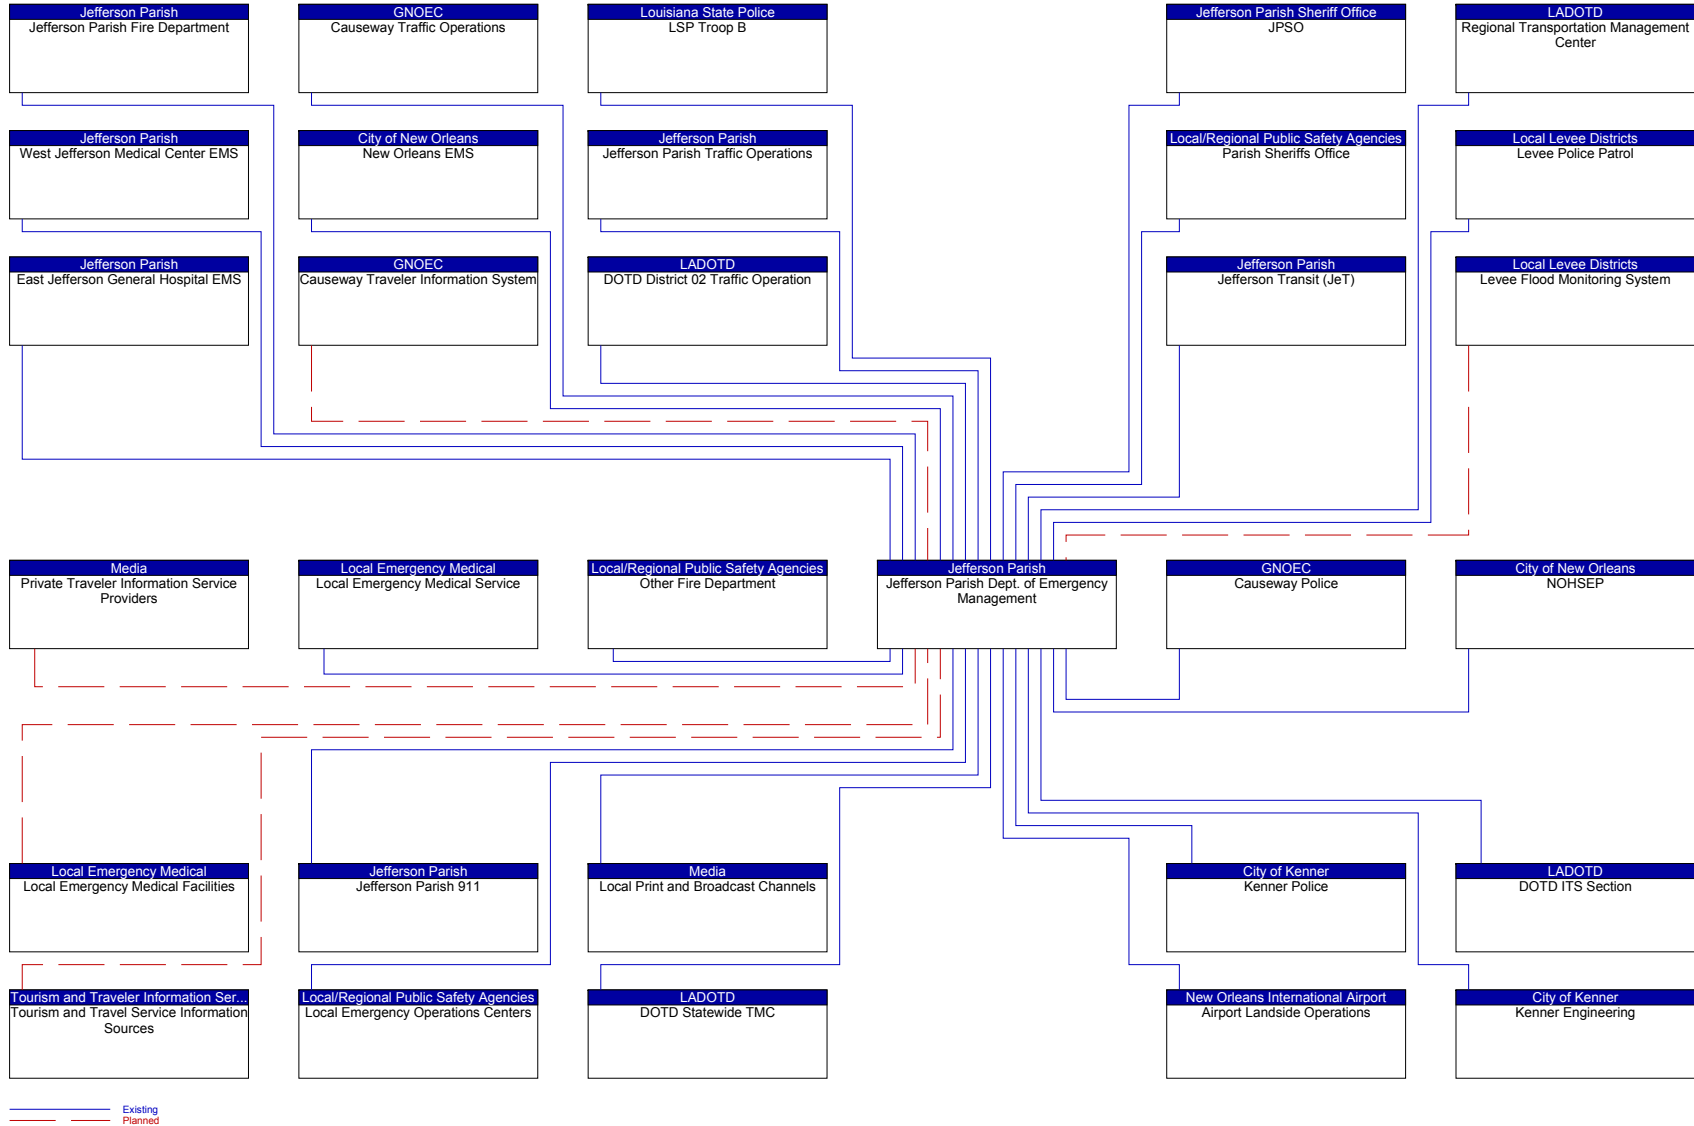 Jefferson Parish
Jefferson Parish Fire Department
GNOEC
Causeway Traffic Operations
Louisiana State Police
LSP Troop B
Jefferson Parish Sheriff Office
JPSO
LADOTD
Regional Transportation Management
Center
Jefferson Parish
West Jefferson Medical Center EMS
City of New Orleans
New Orleans EMS
Jefferson Parish
Jefferson Parish Traffic Operations
Local/Regional Public Safety Agencies
Parish Sheriffs Office
Local Levee Districts
Levee Police Patrol
Jefferson Parish
East Jefferson General Hospital EMS
GNOEC
Causeway Traveler Information System
LADOTD
DOTD District 02 Traffic Operation
Jefferson Parish
Jefferson Transit (JeT)
Local Levee Districts
Levee Flood Monitoring System
Media
Private Traveler Information Service
Providers
Local Emergency Medical
Local Emergency Medical Service
Local/Regional Public Safety Agencies
Other Fire Department
Jefferson Parish
Jefferson Parish Dept. of Emergency
Management
GNOEC
Causeway Police
City of New Orleans
NOHSEP
Local Emergency Medical
Local Emergency Medical Facilities
Jefferson Parish
Jefferson Parish 911
Media
Local Print and Broadcast Channels
City of Kenner
Kenner Police
LADOTD
DOTD ITS Section
Tourism and Traveler Information Ser...
Tourism and Travel Service Information
Sources
Local/Regional Public Safety Agencies
Local Emergency Operations Centers
LADOTD
DOTD Statewide TMC
New Orleans International Airport
Airport Landside Operations
City of Kenner
Kenner Engineering
Existing
Planned